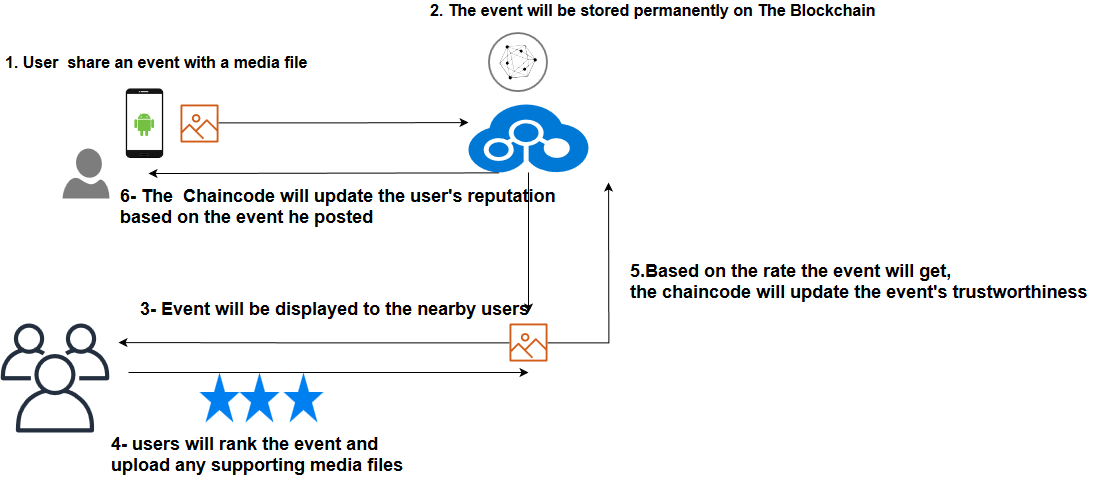 2. The event will be stored permanently on The Blockchain
1. User share an event with a media file
6- The Chaincode will update the user's reputation
based on the event he posted
5.Based on the rate the event will get,
the chaincode will update the event's trustworthiness
3- Event will be displayed to the nearby users
4- users will rank the event and
upload any supporting media files